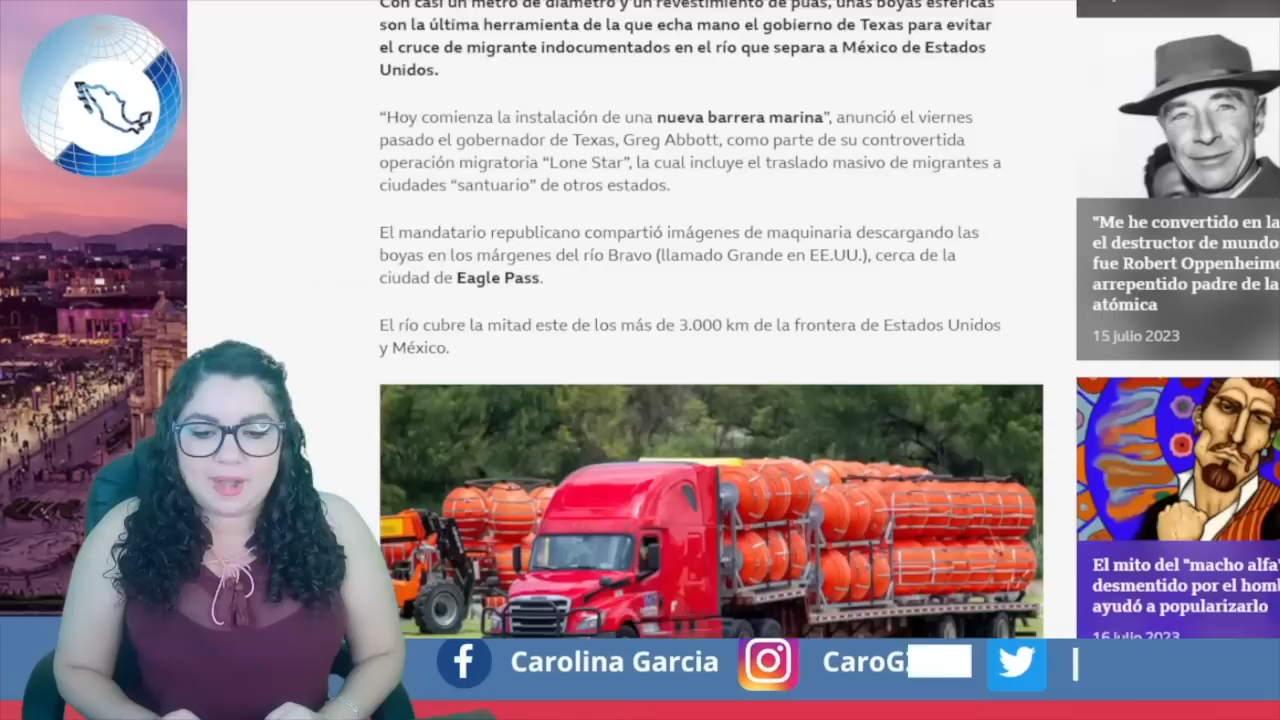 Con casi un metro de diámetro y un revestimiento de púas, unas boyas esféricas
son la última herramienta de la que echa mano el gobierno de Texas para evitar
el cruce de migrante indocumentados en el río que separa a México de Estados
Unidos.
“Hoy comienza la instalación de una nueva barrera marina”, anunció el viernes
pasado el gobernador de Texas, Greg Abbott, como parte de su controvertida
operación migratoria “Lone Star”, la cual incluye el traslado masivo de migrantes a
ciudades “santuario” de otros estados.
El mandatario republicano compartió imágenes de maquinaria descargando las
boyas en los márgenes del río Bravo (llamado Grande en EE.UU.), cerca de la
ciudad de Eagle Pass.
El río cubre la mitad este de los más de 3.000 km de la frontera de Estados Unidos
y México.
"Me he convertido en la
el destructor de mundo
fue Robert Oppenheime
arrepentido padre de la
atómica
15 julio 2023
El mito del "macho alfa"
desmentido por el hom
ayudó a popularizarlo
16 julio 2023
Carolina Garcia
CaroG